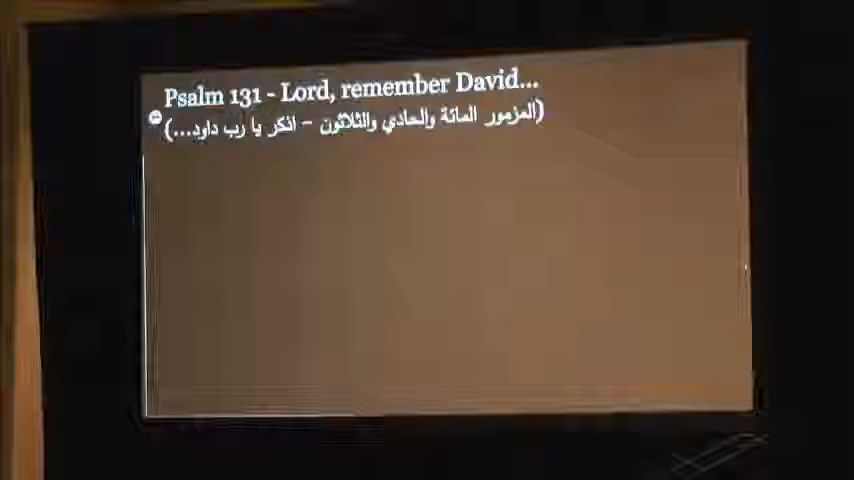 Psalm 131 - Lord, remember David...
(المزمور المائة والحادي والثلاثون - اذكر يا رب داود...)